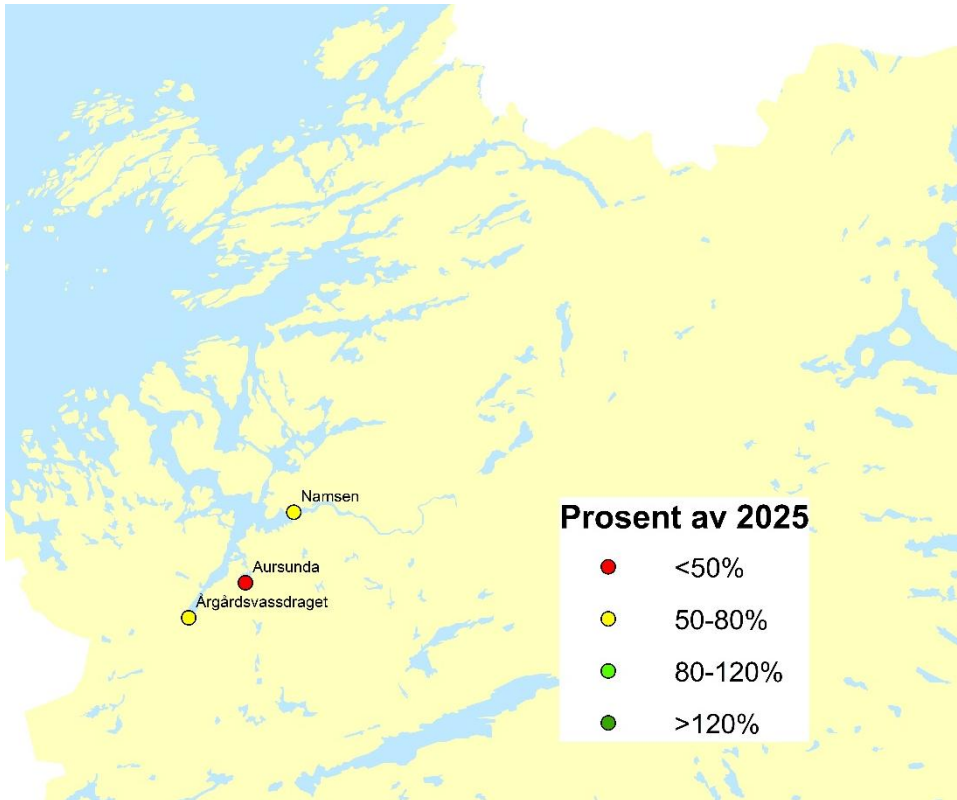 Namsen
Aursunda
Årgårdsvassdraget
Prosent av 2025
<50%
50-80%
80-120%
>120%